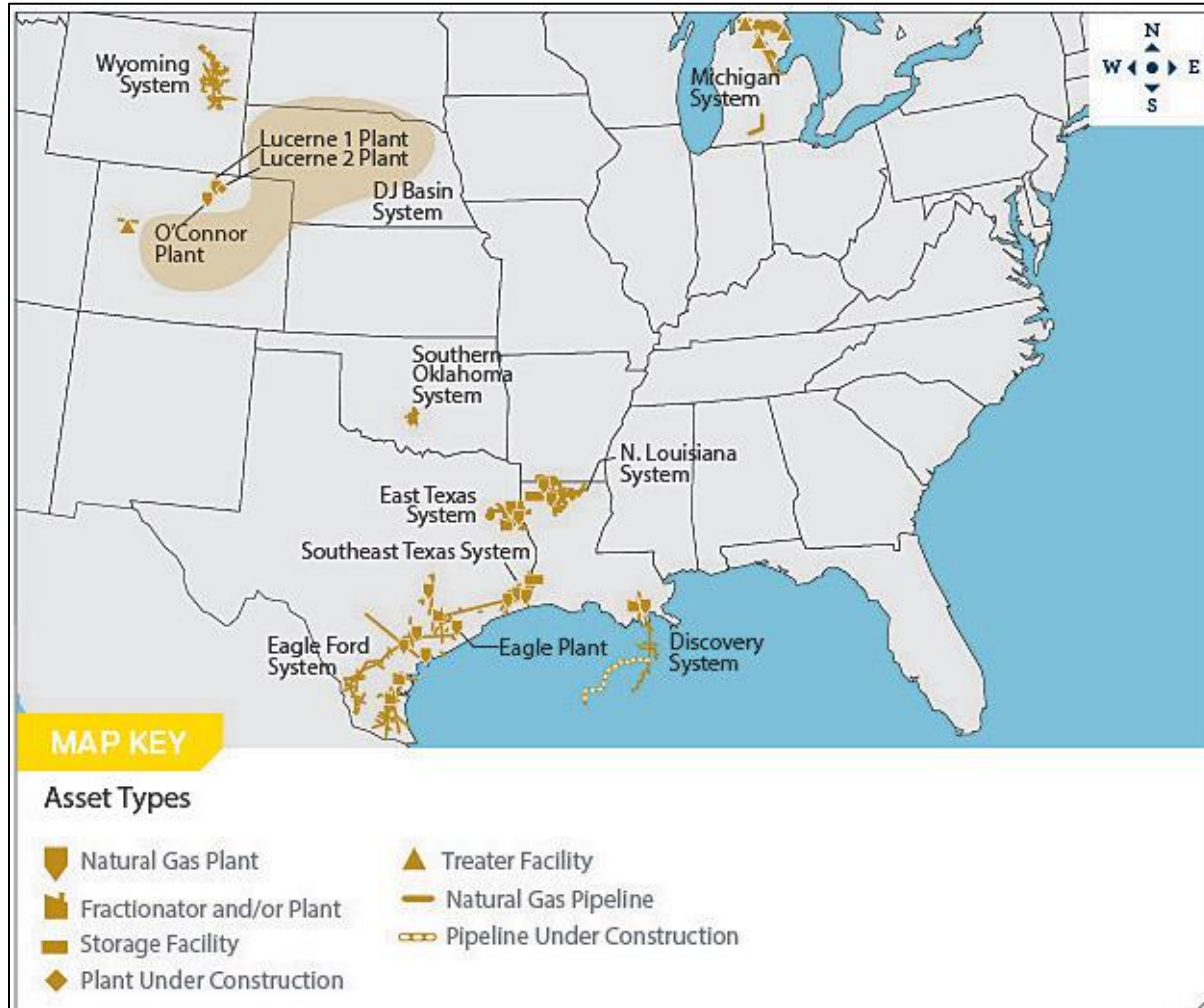 N
W E
S
Wyoming
System
Michigan
System
Lucerne 1 Plant
Lucerne 2 Plant
DJ Basin
System
O'Connor
Plant
Southern
Oklahoma
System
N. Louisiana
System
East Texas
System
Southeast Texas System
Eagle Ford
System
Eagle Plant
Discovery
System
MAP KEY
Asset Types
Natural Gas Plant
Fractionator and/or Plant
Storage Facility
Plant Under Construction
Treater Facility
Natural Gas Pipeline
Pipeline Under Construction